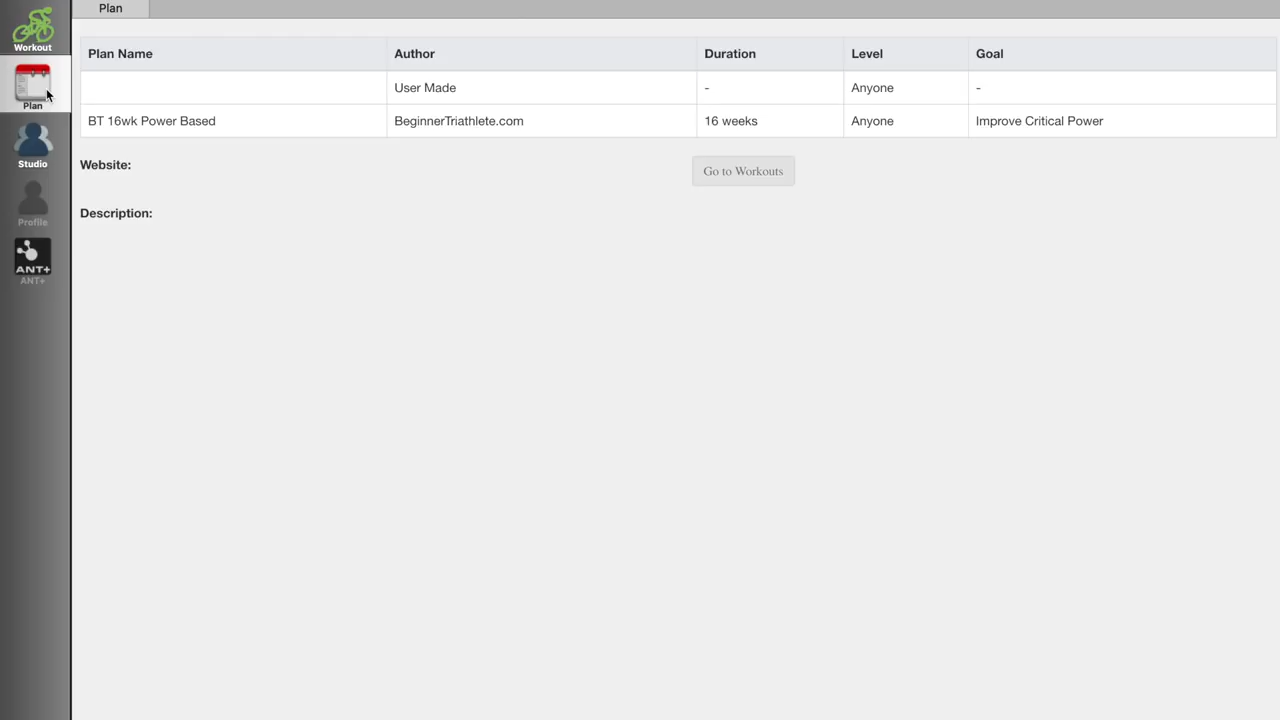 Plan
Workout
Plan
Studio
Profile
ANT+
ANT+
Plan Name Author Duration Level Goal
User Made - Anyone -
BT 16wk Power Based BeginnerTriathlete.com 16 weeks Anyone Improve Critical Power
Website:
Go to Workouts
Description: